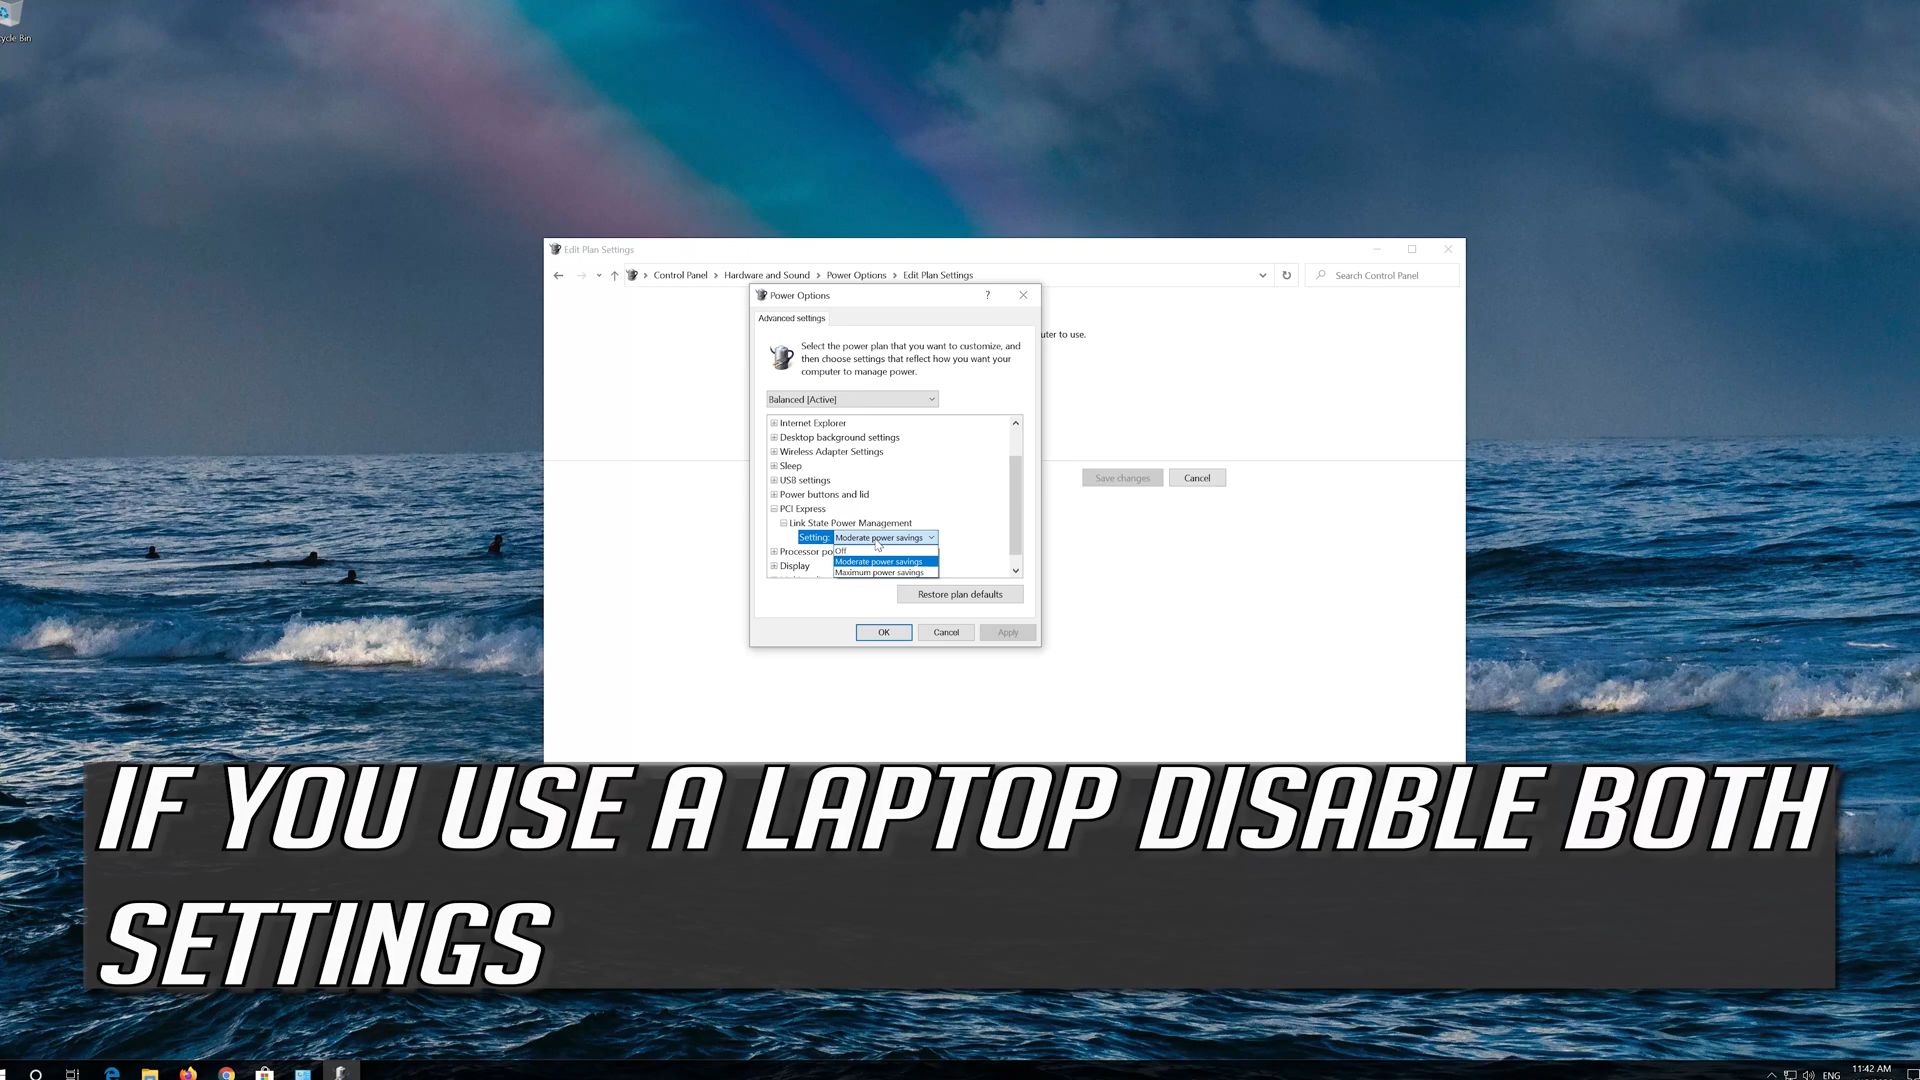 cycle Bin
Edit Plan Settings
Control Panel
Hardware and Sound
Power Options
Edit Plan Settings
Search Control Panel
Power Options
?
Advanced settings
uter to use.
Select the power plan that you want to customize, and
then choose settings that reflect how you want your
computer to manage power.
Balanced [Active]
Internet Explorer
Desktop background settings
Wireless Adapter Settings
Sleep
USB settings
Power buttons and lid
PCI Express
Link State Power Management
Setting: Moderate power savings
Off
Processor po
Moderate power savings
Display
Maximum power savings
Restore plan defaults
OK Cancel Apply
Save changes Cancel
IF YOU USE A LAPTOP DISABLE BOTH
SETTINGS
ENG
11:42 AM